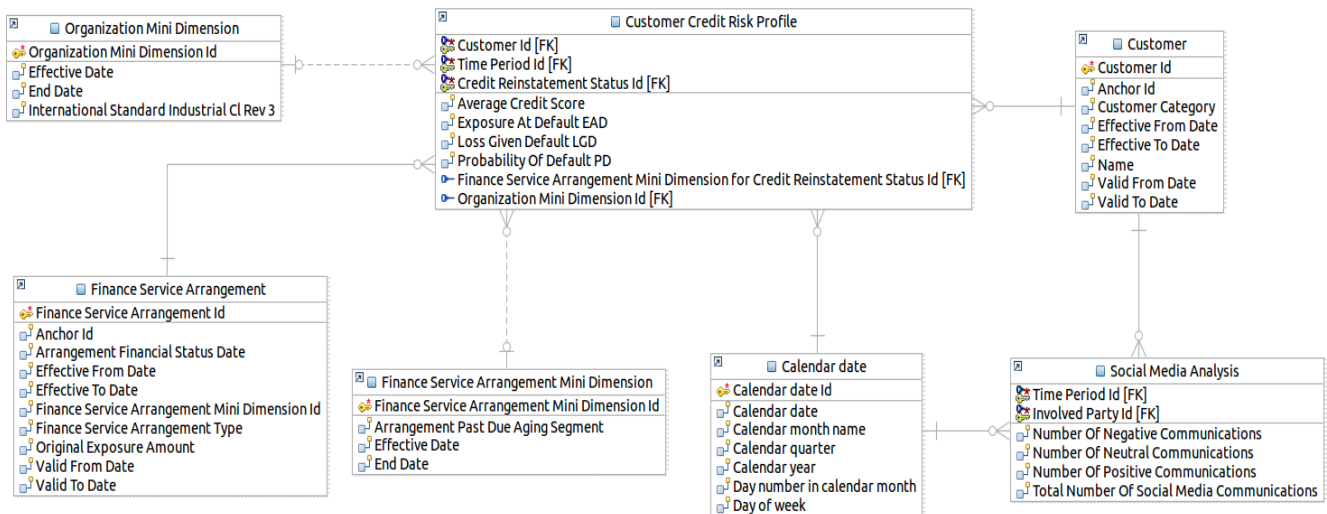 Organization Mini Dimension
Organization Mini Dimension Id
Effective Date
End Date
International Standard Industrial Cl Rev 3
Customer Credit Risk Profile
Customer Id [FK]
Time Period Id [FK]
Credit Reinstatement Status Id [FK]
Average Credit Score
Exposure At Default EAD
Loss Given Default LGD
Probability Of Default PD
Finance Service Arrangement Mini Dimension for Credit Reinstatement Status Id [FK]
Organization Mini Dimension Id [FK]
Customer
Customer Id
Anchor Id
Customer Category
Effective From Date
Effective To Date
Name
Valid From Date
Valid To Date
Finance Service Arrangement
Finance Service Arrangement Id
Anchor Id
Arrangement Financial Status Date
Effective From Date
Effective To Date
Finance Service Arrangement Mini Dimension Id
Finance Service Arrangement Type
Original Exposure Amount
Valid From Date
Valid To Date
Finance Service Arrangement Mini Dimension
Finance Service Arrangement Mini Dimension Id
Arrangement Past Due Aging Segment
Effective Date
End Date
Calendar date
Calendar date Id
Calendar date
Calendar month name
Calendar quarter
Calendar year
Day number in calendar month
Day of week
Social Media Analysis
Time Period Id [FK]
Involved Party Id [FK]
Number Of Negative Communications
Number Of Neutral Communications
Number Of Positive Communications
Total Number Of Social Media Communications